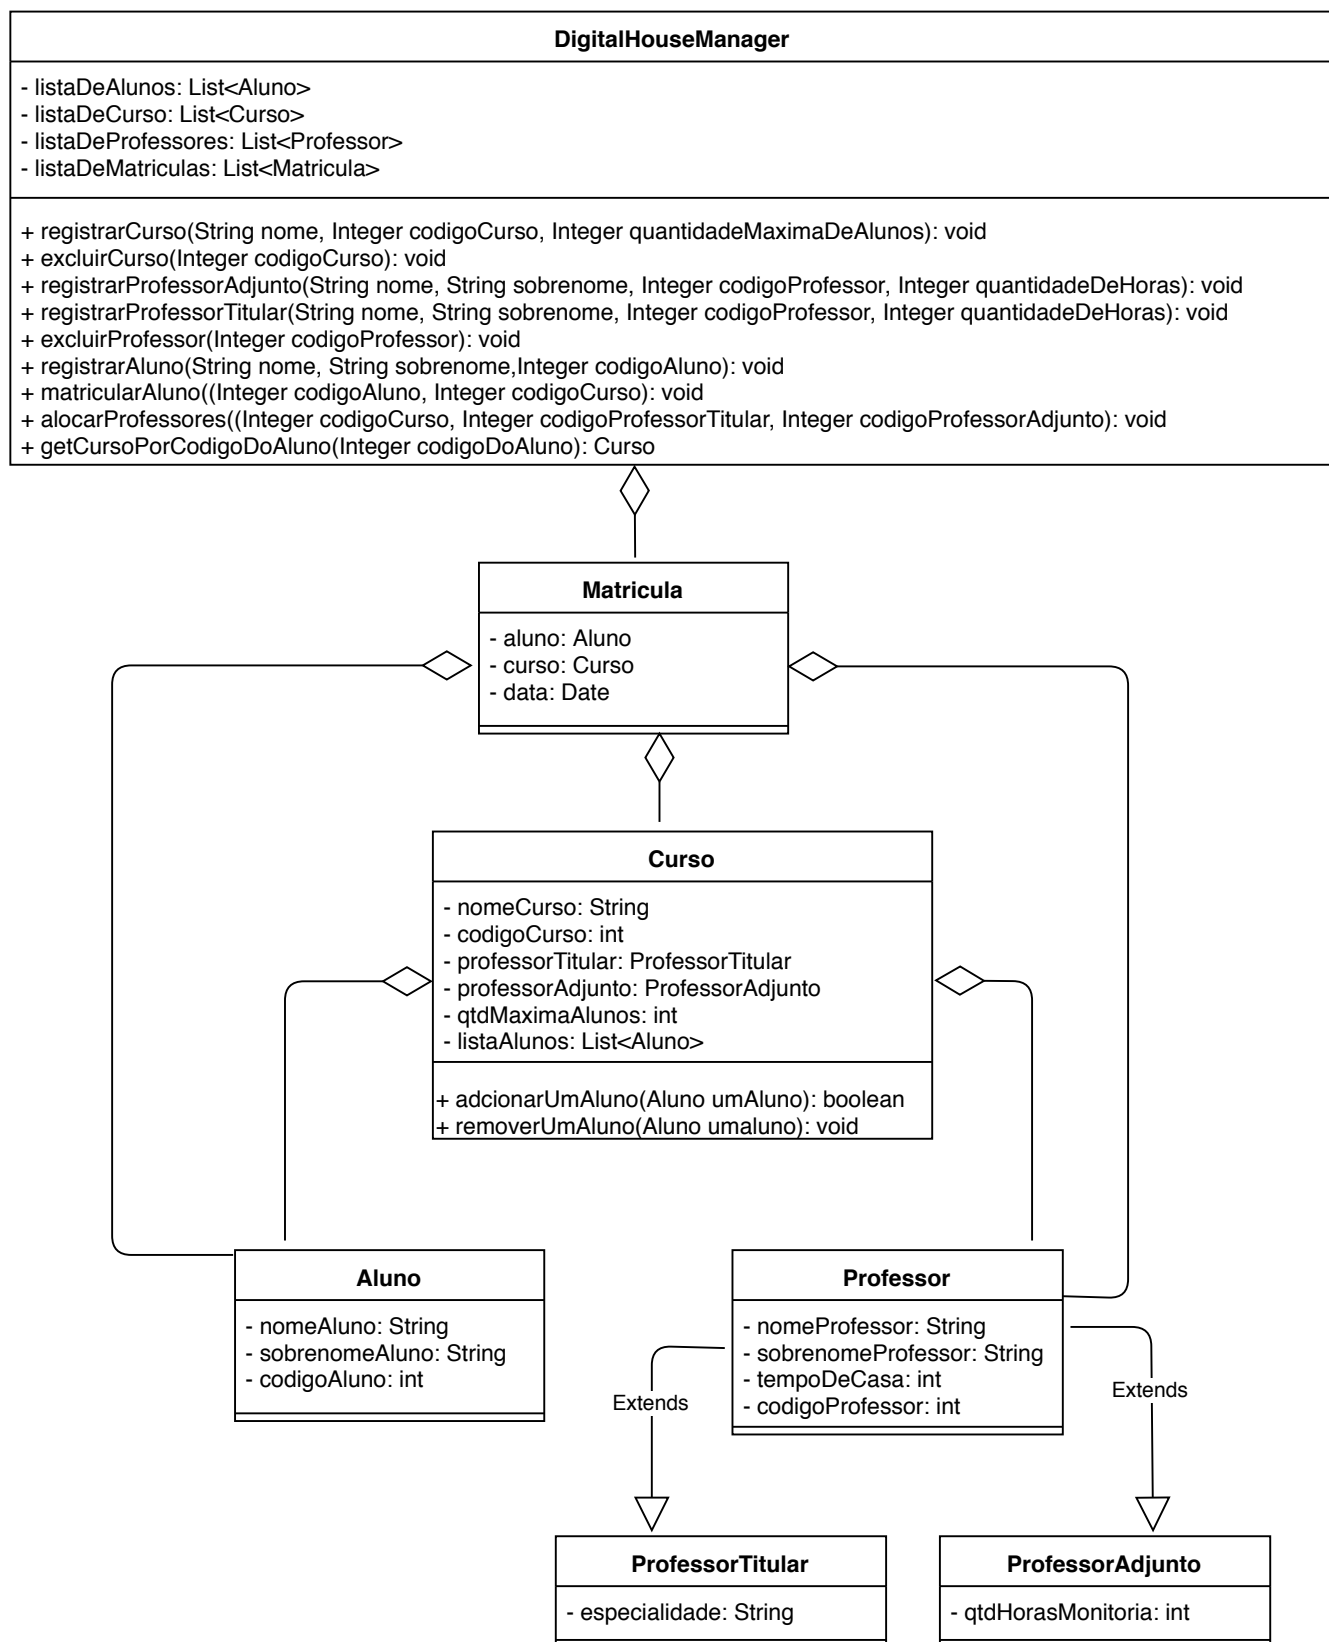 DigitalHouseManager
- listaDeAlunos: List<Aluno>
- listaDeCurso: List<Curso>
- listaDeProfessores: List<Professor>
- listaDeMatriculas: List<Matricula>
+ registrarCurso(String nome, Integer codigoCurso, Integer quantidadeMaximaDeAlunos): void
+ excluirCurso(Integer codigoCurso): void
+ registrarProfessorAdjunto(String nome, String sobrenome, Integer codigoProfessor, Integer quantidadeDeHoras): void
+ registrarProfessorTitular(String nome, String sobrenome, Integer codigoProfessor, Integer quantidadeDeHoras): void
+ excluirProfessor(Integer codigoProfessor): void
+ registrarAluno(String nome, String sobrenome,Integer codigoAluno): void
+ matricularAluno((Integer codigoAluno, Integer codigoCurso): void
+ alocarProfessores((Integer codigoCurso, Integer codigoProfessorTitular, Integer codigoProfessorAdjunto): void
+ getCursoPorCodigoDoAluno(Integer codigoDoAluno): Curso
Matricula
- aluno: Aluno
- curso: Curso
- data: Date
Curso
- nomeCurso: String
- codigoCurso: int
- professorTitular: ProfessorTitular
- professorAdjunto: ProfessorAdjunto
- qtdMaximaAlunos: int
- listaAlunos: List<Aluno>
+ adcionarUmAluno(Aluno umAluno): boolean
+ removerUmAluno(Aluno umaluno): void
Aluno
- nomeAluno: String
- sobrenomeAluno: String
- codigoAluno: int
Professor
- nomeProfessor: String
- sobrenomeProfessor: String
- tempoDeCasa: int
- codigoProfessor: int
Extends
Extends
ProfessorTitular
- especialidade: String
ProfessorAdjunto
- qtdHorasMonitoria: int